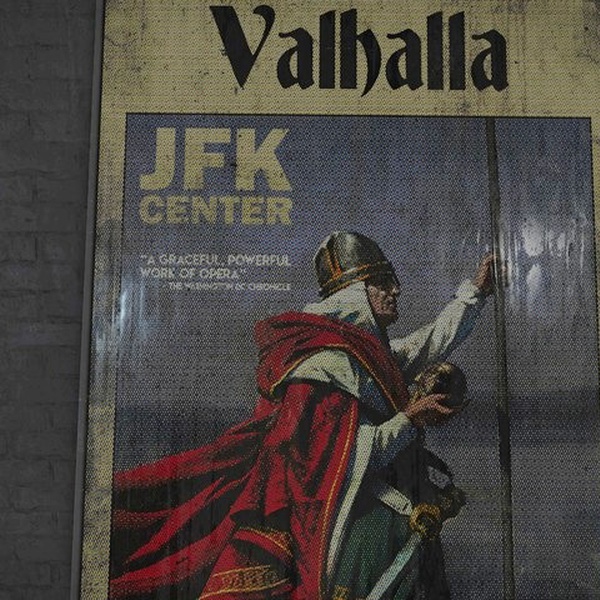 Valhalla
JFK
CENTER
"A GRACEFUL, POWERFUL
WORK OF OPERA."
- THE WASHINGTON DC CHRONICLE